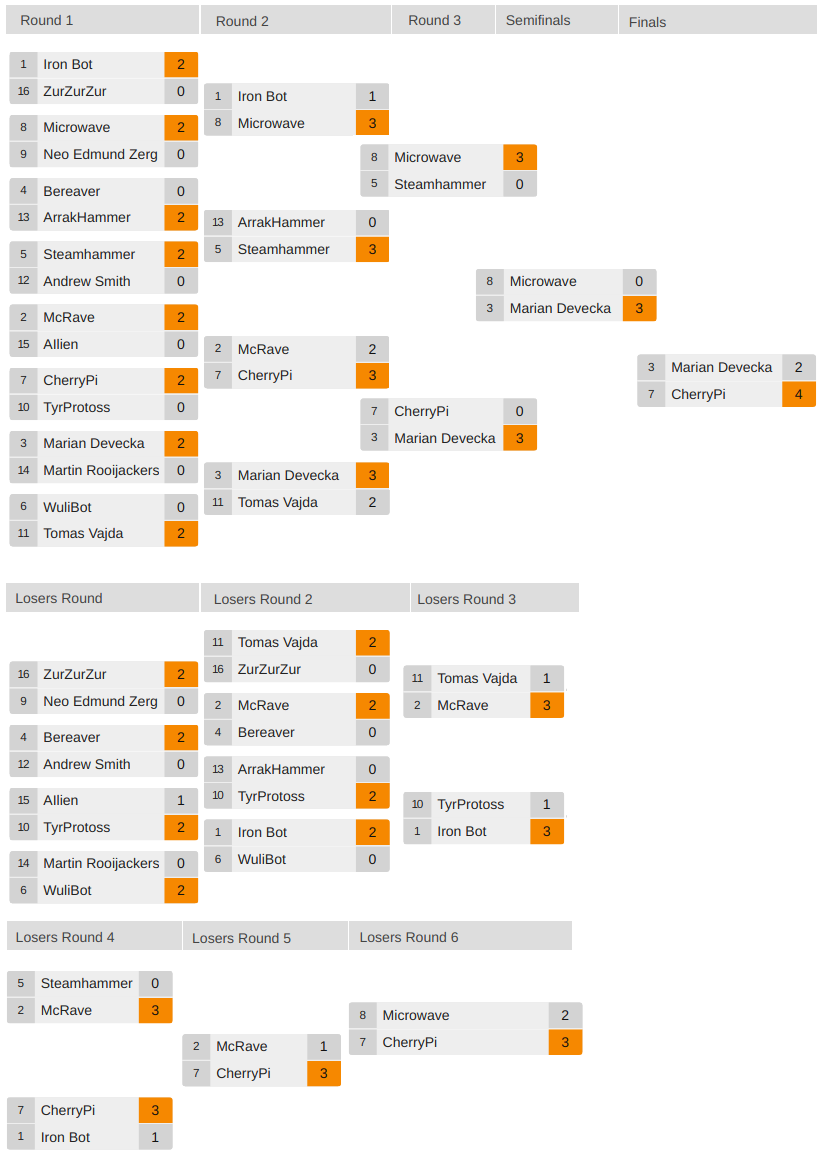 Round 1 Round 2 Round 3 Semifinals Finals
1 Iron Bot 2
16 ZurZurZur 0
8 Microwave 2
9 Neo Edmund Zerg 0
4 Bereaver 0
13 ArrakHammer 2
5 Steamhammer 2
12 Andrew Smith 0
2 McRave 2
15 AIlien 0
7 CherryPi 2
10 TyrProtoss 0
3 Marian Devecka 2
14 Martin Rooijackers 0
6 WuliBot 0
11 Tomas Vajda 2
1 Iron Bot 1
8 Microwave 3
13 ArrakHammer 0
5 Steamhammer 3
2 McRave 2
7 CherryPi 3
3 Marian Devecka 3
11 Tomas Vajda 2
8 Microwave 3
5 Steamhammer 0
7 CherryPi 0
3 Marian Devecka 3
8 Microwave 0
3 Marian Devecka 3
3 Marian Devecka 2
7 CherryPi 4
Losers Round Losers Round 2 Losers Round 3
16 ZurZurZur 2
9 Neo Edmund Zerg 0
4 Bereaver 2
12 Andrew Smith 0
15 AIlien 1
10 TyrProtoss 2
14 Martin Rooijackers 0
6 WuliBot 2
11 Tomas Vajda 2
16 ZurZurZur 0
2 McRave 2
4 Bereaver 0
13 ArrakHammer 0
10 TyrProtoss 2
1 Iron Bot 2
6 WuliBot 0
11 Tomas Vajda 1
2 McRave 3
10 TyrProtoss 1
1 Iron Bot 3
Losers Round 4 Losers Round 5 Losers Round 6
5 Steamhammer 0
2 McRave 3
7 CherryPi 3
1 Iron Bot 1
2 McRave 1
7 CherryPi 3
8 Microwave 2
7 CherryPi 3